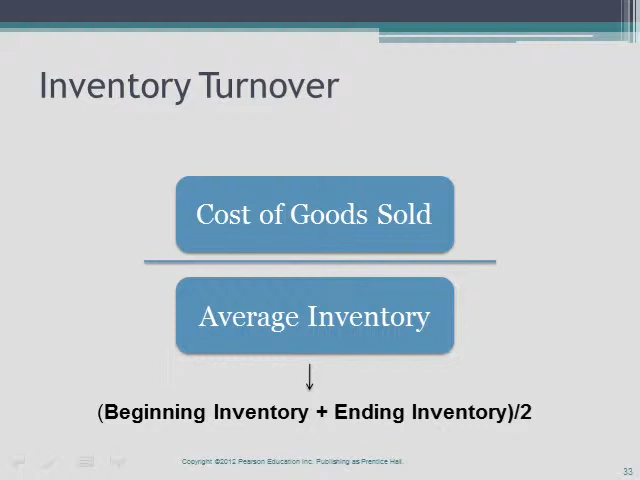 Inventory Turnover
Cost of Goods Sold
Average Inventory
(Beginning Inventory + Ending Inventory)/2
Copyright ©2012 Pearson Education Inc. Publishing as Prentice Hall.
33